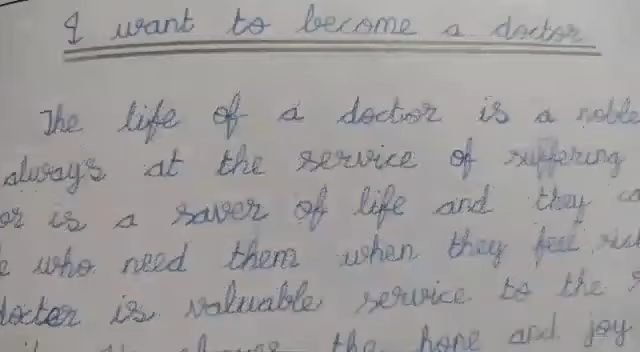 I want to become a doctor
The life of a doctor is a noble
always at the service of suffering
or is a saver of life and they
who need them when they feel
doctor is valuable service to the
the hope and joy